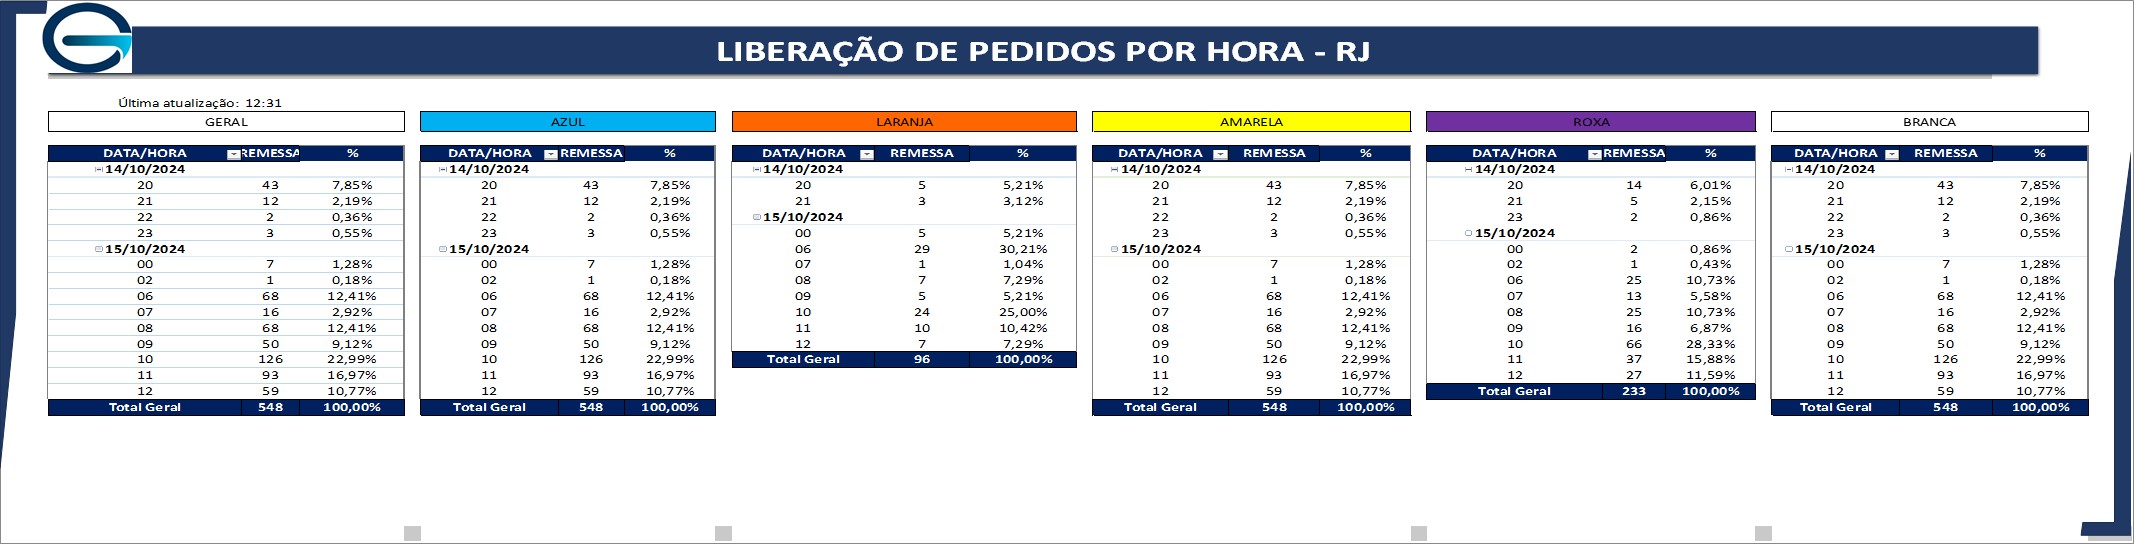 LIBERAÇÃO DE PEDIDOS POR HORA - RJ
Última atualização: 12:31
GERAL
DATA/HORA REMESSA %
14/10/2024
20 43 7,85%
21 12 2,19%
22 2 0,36%
23 3 0,55%
15/10/2024
00 7 1,28%
02 1 0,18%
06 68 12,41%
07 16 2,92%
08 68 12,41%
09 50 9,12%
10 126 22,99%
11 93 16,97%
12 59 10,77%
Total Geral 548 100,00%
AZUL
DATA/HORA REMESSA %
14/10/2024
20 43 7,85%
21 12 2,19%
22 2 0,36%
23 3 0,55%
15/10/2024
00 7 1,28%
02 1 0,18%
06 68 12,41%
07 16 2,92%
08 68 12,41%
09 50 9,12%
10 126 22,99%
11 93 16,97%
12 59 10,77%
Total Geral 548 100,00%
LARANJA
DATA/HORA REMESSA %
14/10/2024
20 5 5,21%
21 3 3,12%
15/10/2024
00 5 5,21%
06 29 30,21%
07 1 1,04%
08 7 7,29%
09 5 5,21%
10 24 25,00%
11 10 10,42%
12 7 7,29%
Total Geral 96 100,00%
AMARELA
DATA/HORA REMESSA %
14/10/2024
20 43 7,85%
21 12 2,19%
22 2 0,36%
23 3 0,55%
15/10/2024
00 7 1,28%
02 1 0,18%
06 68 12,41%
07 16 2,92%
08 68 12,41%
09 50 9,12%
10 126 22,99%
11 93 16,97%
12 59 10,77%
Total Geral 548 100,00%
ROXA
DATA/HORA REMESSA %
14/10/2024
20 14 6,01%
21 5 2,15%
23 2 0,86%
15/10/2024
00 2 0,86%
02 1 0,43%
06 25 10,73%
07 13 5,58%
08 25 10,73%
09 16 6,87%
10 66 28,33%
11 37 15,88%
12 27 11,59%
Total Geral 233 100,00%
BRANCA
DATA/HORA REMESSA %
14/10/2024
20 43 7,85%
21 12 2,19%
22 2 0,36%
23 3 0,55%
15/10/2024
00 7 1,28%
02 1 0,18%
06 68 12,41%
07 16 2,92%
08 68 12,41%
09 50 9,12%
10 126 22,99%
11 93 16,97%
12 59 10,77%
Total Geral 548 100,00%